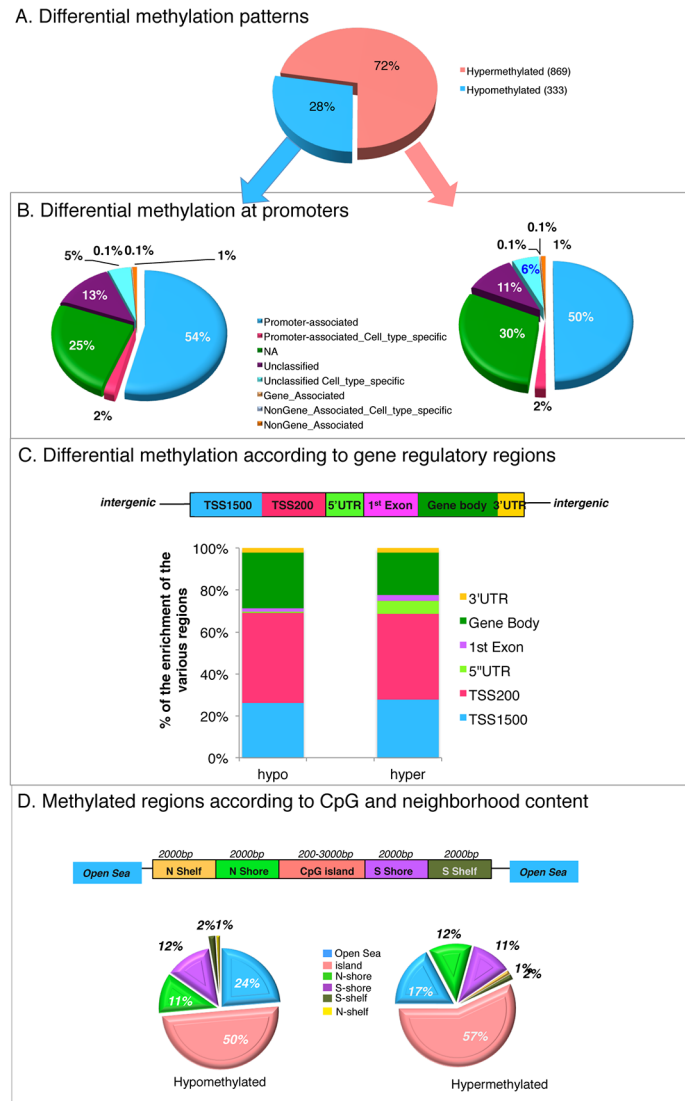 A. Differential methylation patterns
72%
28%
Hypermethylated (869)
Hypomethylated (333)
B. Differential methylation at promoters
5%
0.1%
0.1%
1%
13%
54%
25%
2%
Promoter-associated
Promoter-associated_Cell_type_specific
NA
Unclassified
Unclassified Cell_type_specific
Gene_Associated
NonGene_Associated_Cell_type_specific
NonGene_Associated
0.1%
0.1%
1%
6%
11%
50%
30%
2%
C. Differential methylation according to gene regulatory regions
intergenic
TSS1500
TSS200
5'UTR
1st Exon
Gene body
3'UTR
intergenic
% of the enrichment of the
various regions
100%
80%
60%
40%
20%
0%
hypo
hyper
3'UTR
Gene Body
1st Exon
5"UTR
TSS200
TSS1500
D. Methylated regions according to CpG and neighborhood content
2000bp
2000bp
200-3000bp
2000bp
2000bp
Open Sea
N Shelf
N Shore
CpG island
S Shore
S Shelf
Open Sea
2%
1%
12%
24%
11%
50%
Hypomethylated
Open Sea
island
N-shore
S-shore
S-shelf
N-shelf
12%
11%
1%
2%
17%
57%
Hypermethylated